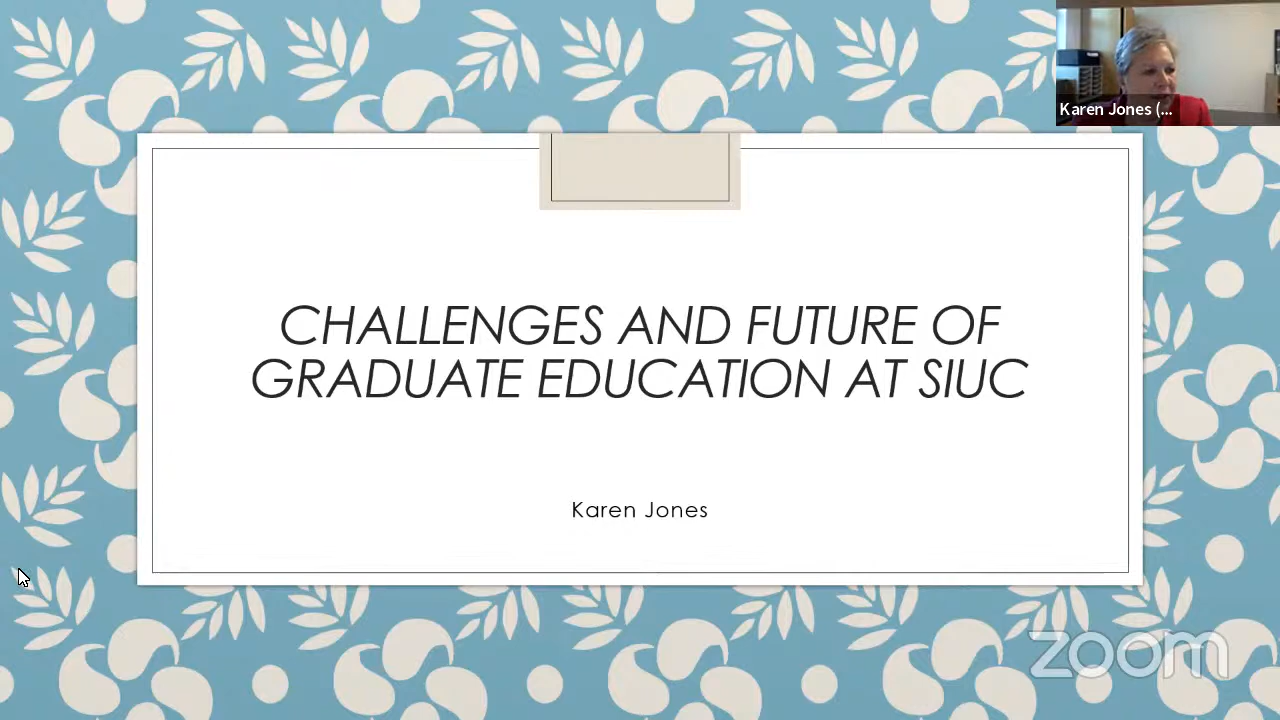 Karen Jones (...
CHALLENGES AND FUTURE OF
GRADUATE EDUCATION AT SIUC
Karen Jones
zoom